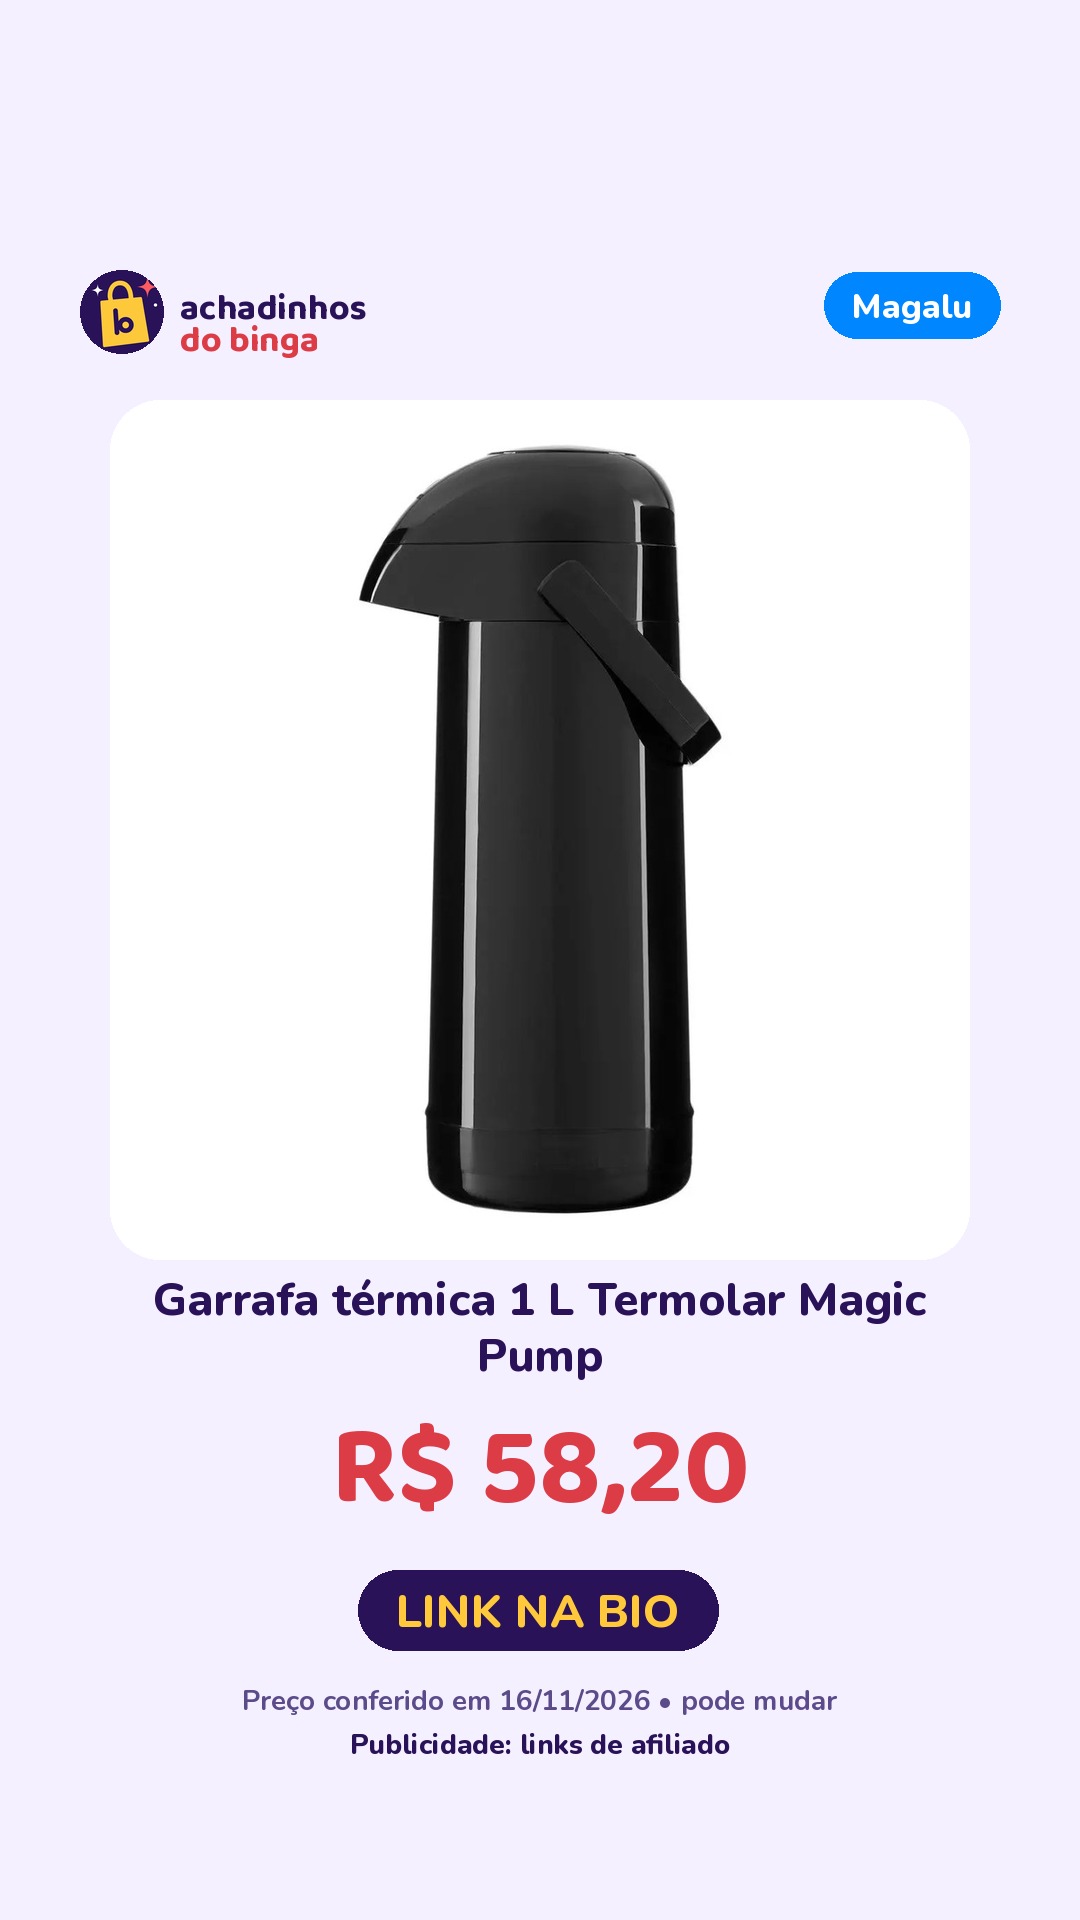 b
achadinhos
do binga
Magalu
Garrafa térmica 1 L Termolar Magic
Pump
R$ 58,20
LINK NA BIO
Preço conferido em 16/11/2026 • pode mudar
Publicidade: links de afiliado